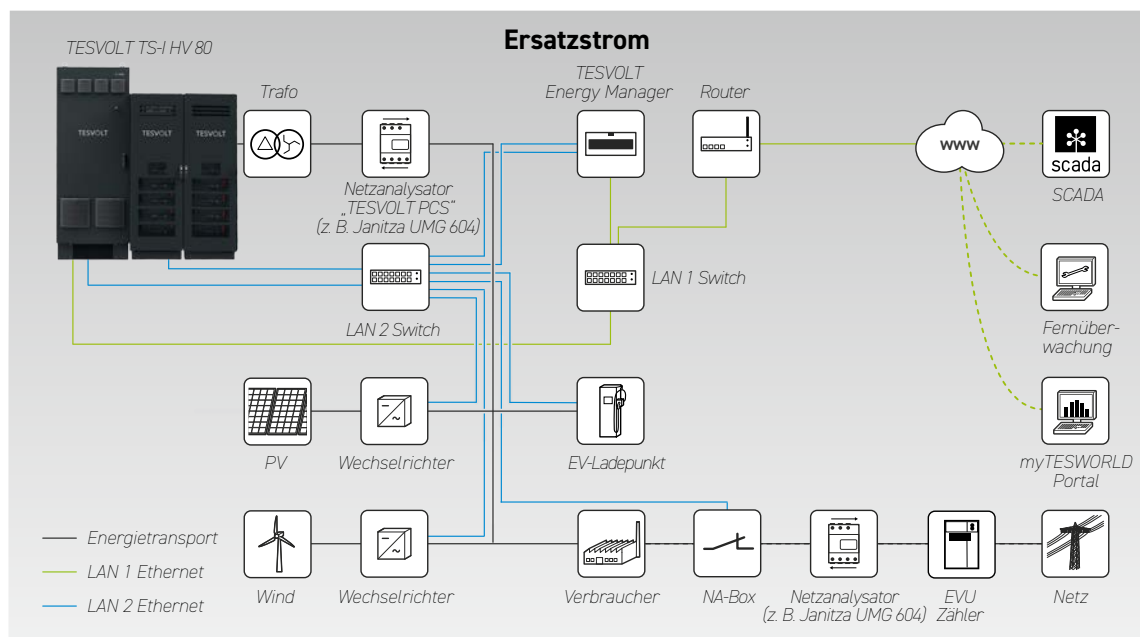 Ersatzstrom
TESVOLT TS-I HV 80
TESVOLT
TESVOLT
TESVOLT
Trafo
Netzanalysator
„TESVOLT PCS“
(z. B. Janitza UMG 604)
TESVOLT
Energy Manager
Router
www
scada
SCADA
LAN 2 Switch
LAN 1 Switch
Fernüber-
wachung
PV
Wechselrichter
EV-Ladepunkt
myTESWORLD
Portal
Energietransport
LAN 1 Ethernet
LAN 2 Ethernet
Wind
Wechselrichter
Verbraucher
NA-Box
Netzanalysator
(z. B. Janitza UMG 604)
EVU
Zähler
Netz